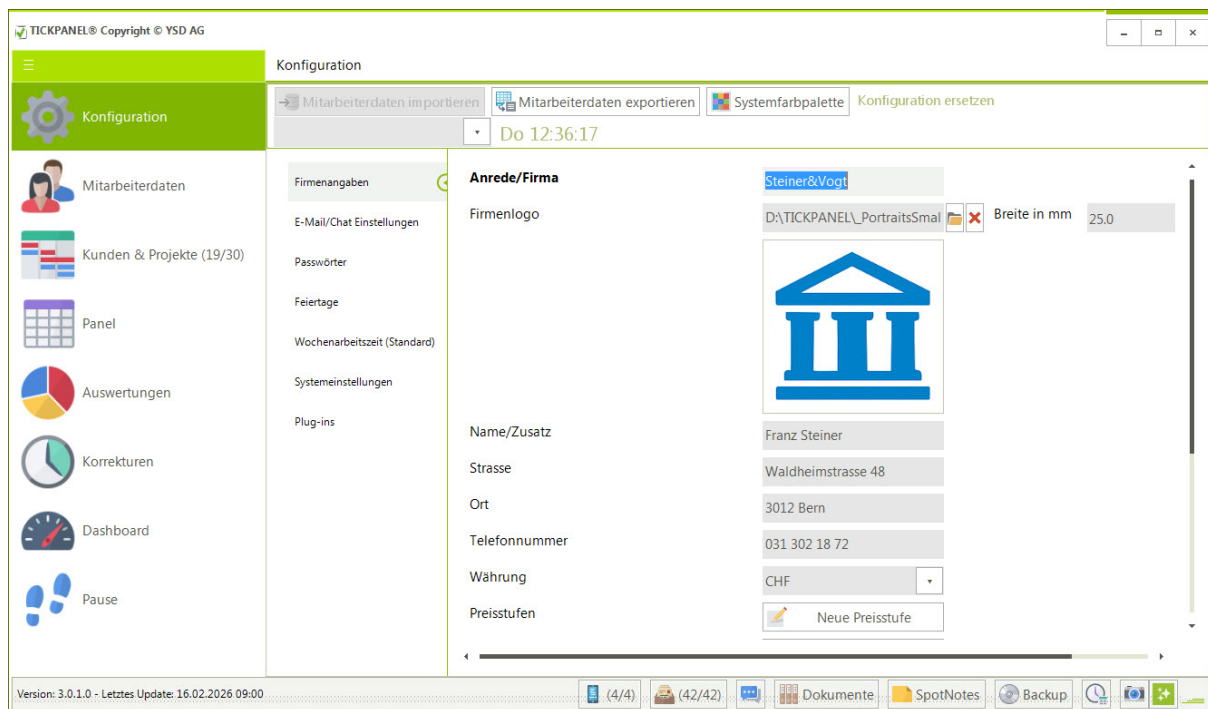 TICKPANEL® Copyright © YSD AG
Konfiguration
Konfiguration
Mitarbeiterdaten
Kunden & Projekte (19/30)
Panel
Auswertungen
Korrekturen
Dashboard
Pause
Mitarbeiterdaten importieren
Mitarbeiterdaten exportieren
Systemfarbpalette
Konfiguration ersetzen
Do 12:36:17
Firmenangaben
E-Mail/Chat Einstellungen
Passwörter
Feiertage
Wochenarbeitszeit (Standard)
Systemeinstellungen
Plug-ins
Anrede/Firma
Steiner&Vogt
Firmenlogo
D:\TICKPANEL\_PortraitsSmal
Breite in mm
25.0
Name/Zusatz
Franz Steiner
Strasse
Waldheimstrasse 48
Ort
3012 Bern
Telefonnummer
031 302 18 72
Währung
CHF
Preisstufen
Neue Preisstufe
Version: 3.0.1.0 - Letztes Update: 16.02.2026 09:00
(4/4)
(42/42)
Dokumente
SpotNotes
Backup